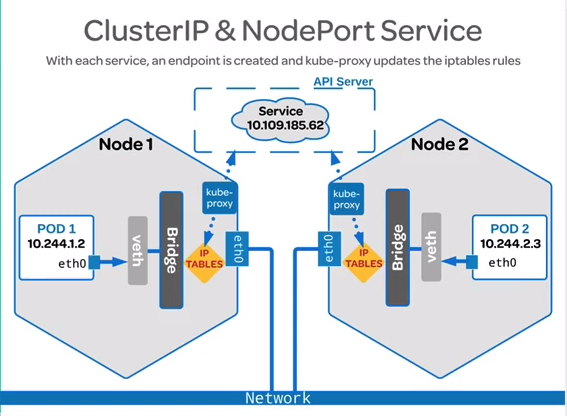 ClusterIP & NodePort Service
With each service, an endpoint is created and kube-proxy updates the iptables rules
API Server
Service
10.109.185.62
Node 1
Node 2
kube-
proxy
kube-
proxy
POD 1
10.244.1.2
eth0
veth
Bridge
IP
TABLES
eth0
eth0
IP
TABLES
Bridge
veth
POD 2
10.244.2.3
eth0
Network